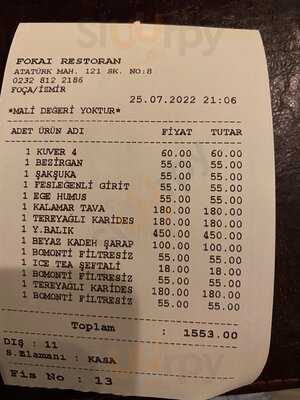 FOKAI RESTORAN
ATATÜRK MAH. 121 SK. NO:8
0232 812 2186
FOÇA/İZMİR
25.07.2022 21:06
*MALİ DEGERİ YOKTUR*
ADET ÜRÜN ADI FİYAT TUTAR
1 KUVER 4 60.00 60.00
1 BEZİRGAN 55.00 55.00
1 ŞAKŞUKA 55.00 55.00
1 FESLEGENLİ GİRİT 55.00 55.00
1 EGE HUMUS 55.00 55.00
1 KALAMAR TAVA 180.00 180.00
1 TEREYAĞLI KARİDES 180.00 180.00
1 Y.BALIK 450.00 450.00
1 BEYAZ KADEH ŞARAP 100.00 100.00
1 BOMONTİ FİLTRESİZ 55.00 55.00
1 ICE TEA ŞEFTALİ 18.00 18.00
1 BOMONTİ FİLTRESİZ 55.00 55.00
1 TEREYAĞLI KARİDES 180.00 180.00
1 BOMONTİ FİLTRESİZ 55.00 55.00
Toplam : 1553.00
DIŞ : 11
S.Elamanı : KASA
Fis No : 13